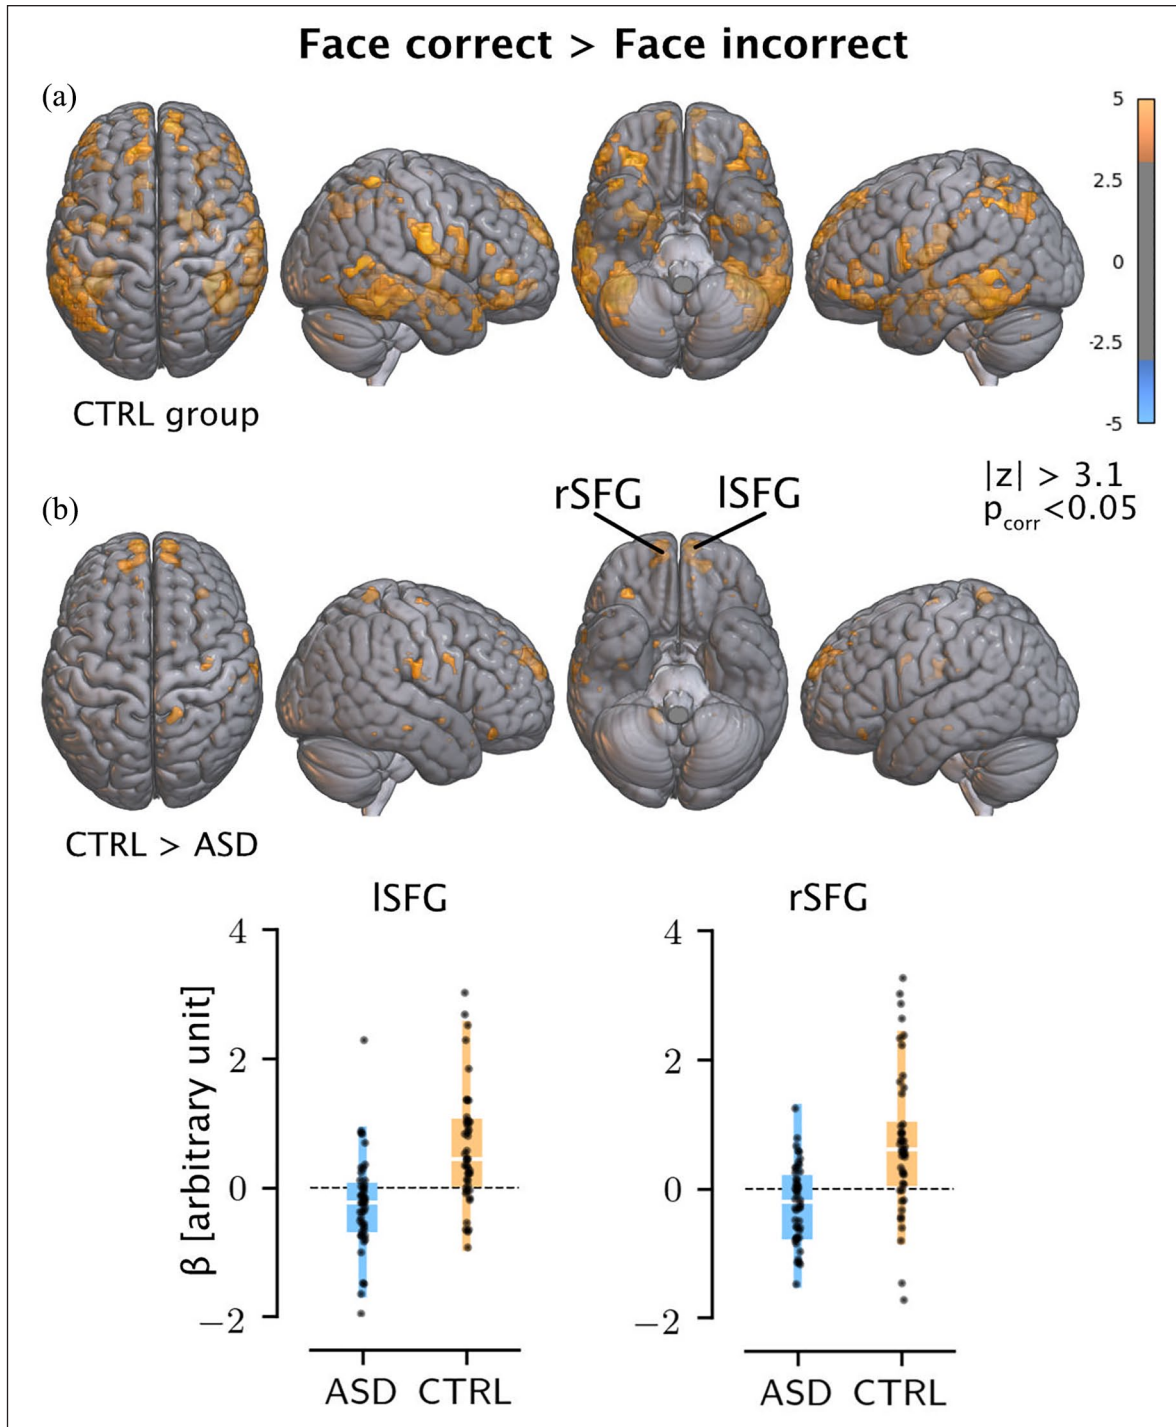 Face correct > Face incorrect
(a)
5
2.5
0
-2.5
-5
CTRL group
|z| > 3.1
pcorr<0.05
(b)
rSFG
lSFG
CTRL > ASD
lSFG
rSFG
β [arbitrary unit]
4
2
0
−2
ASD CTRL
4
2
0
−2
ASD CTRL